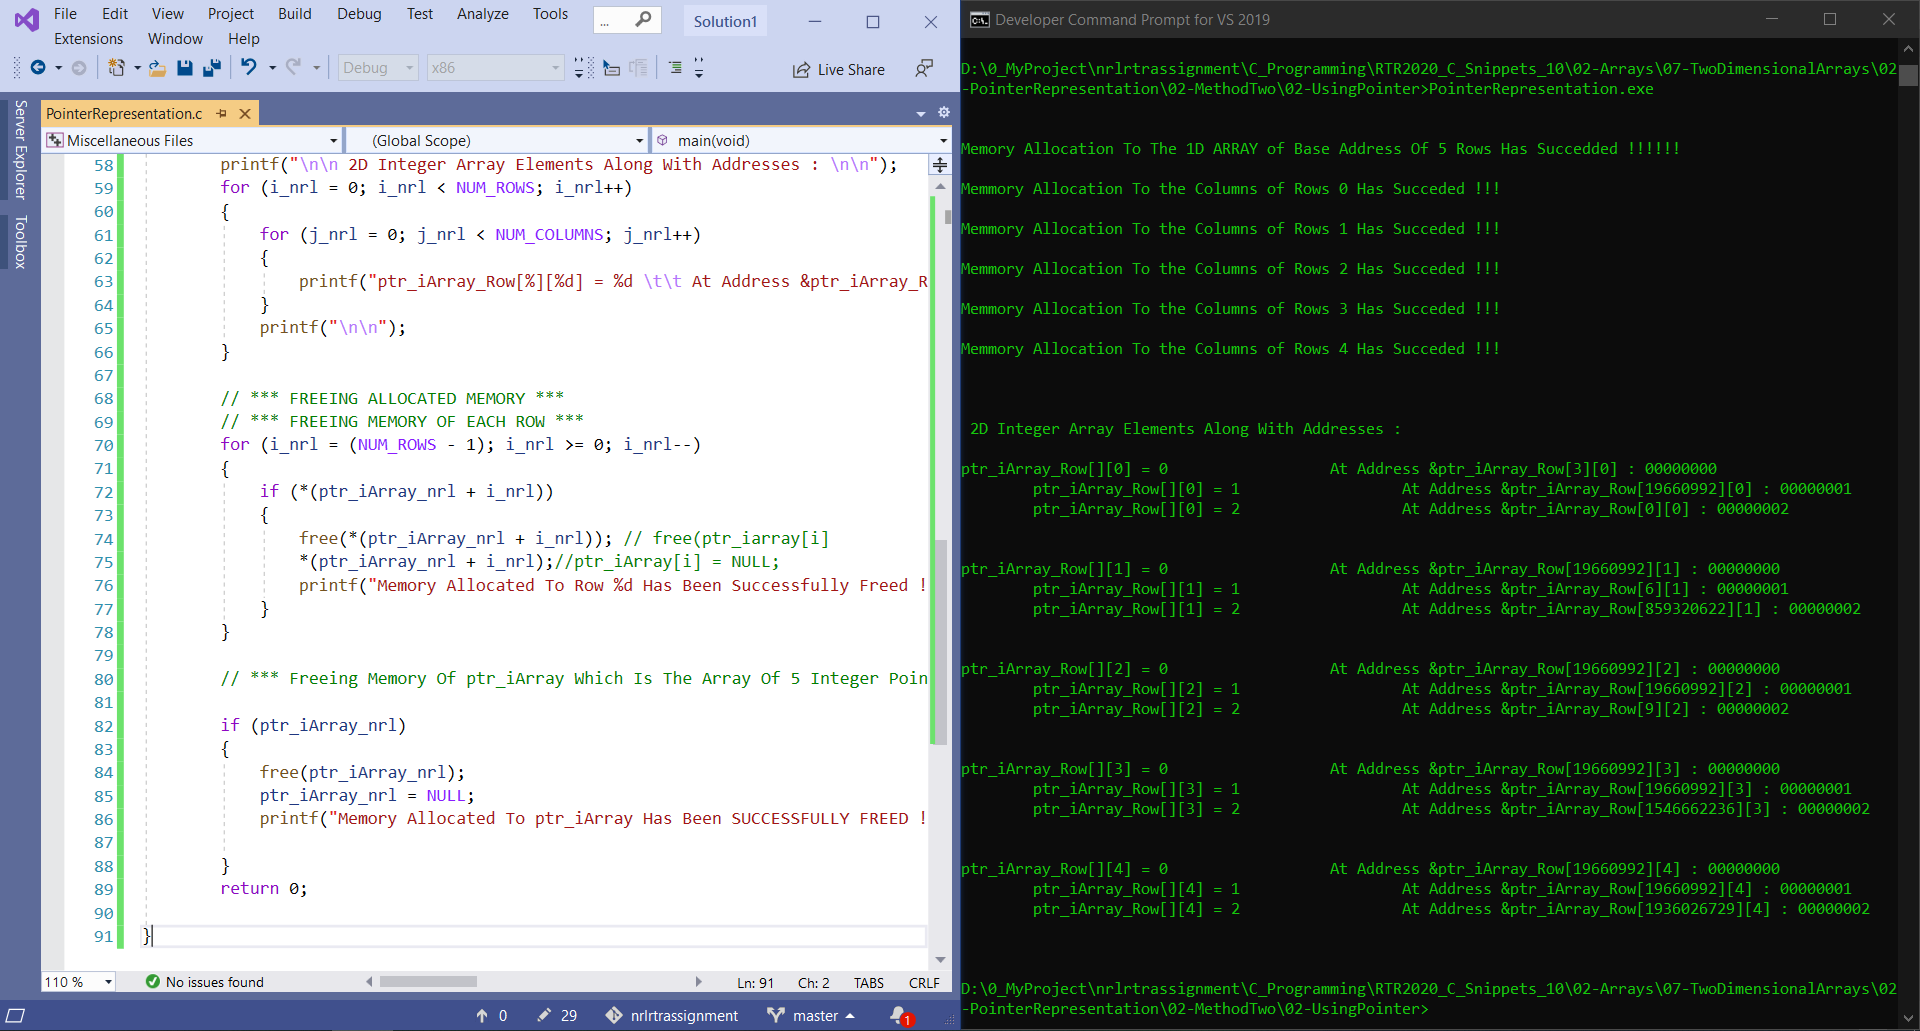 File Edit View Project Build Debug Test Analyze Tools ... Solution1
Extensions Window Help
Debug x86 Live Share
Server Explorer
Toolbox
PointerRepresentation.c
Miscellaneous Files (Global Scope) main(void)
58 printf("\n\n 2D Integer Array Elements Along With Addresses : \n\n");
59 for (i_nrl = 0; i_nrl < NUM_ROWS; i_nrl++)
60 {
61 for (j_nrl = 0; j_nrl < NUM_COLUMNS; j_nrl++)
62 {
63 printf("ptr_iArray_Row[%][%d] = %d \t\t At Address &ptr_iArray_R
64 }
65 printf("\n\n");
66 }
67
68 // *** FREEING ALLOCATED MEMORY ***
69 // *** FREEING MEMORY OF EACH ROW ***
70 for (i_nrl = (NUM_ROWS - 1); i_nrl >= 0; i_nrl--)
71 {
72 if (*(ptr_iArray_nrl + i_nrl))
73 {
74 free(*(ptr_iArray_nrl + i_nrl)); // free(ptr_iarray[i]
75 *(ptr_iArray_nrl + i_nrl);//ptr_iArray[i] = NULL;
76 printf("Memory Allocated To Row %d Has Been Successfully Freed !
77 }
78 }
79
80 // *** Freeing Memory Of ptr_iArray Which Is The Array Of 5 Integer Poin
81
82 if (ptr_iArray_nrl)
83 {
84 free(ptr_iArray_nrl);
85 ptr_iArray_nrl = NULL;
86 printf("Memory Allocated To ptr_iArray Has Been SUCCESSFULLY FREED !
87
88 }
89 return 0;
90
91 }
110 % No issues found Ln: 91 Ch: 2 TABS CRLF
0 29 nrlrtrassignment master 1
Developer Command Prompt for VS 2019
D:\0_MyProject\nrlrtrassignment\C_Programming\RTR2020_C_Snippets_10\02-Arrays\07-TwoDimensionalArrays\02
-PointerRepresentation\02-MethodTwo\02-UsingPointer>PointerRepresentation.exe
Memory Allocation To The 1D ARRAY of Base Address Of 5 Rows Has Succedded !!!!!!
Memmory Allocation To the Columns of Rows 0 Has Succeded !!!
Memmory Allocation To the Columns of Rows 1 Has Succeded !!!
Memmory Allocation To the Columns of Rows 2 Has Succeded !!!
Memmory Allocation To the Columns of Rows 3 Has Succeded !!!
Memmory Allocation To the Columns of Rows 4 Has Succeded !!!
2D Integer Array Elements Along With Addresses :
ptr_iArray_Row[][0] = 0 At Address &ptr_iArray_Row[3][0] : 00000000
ptr_iArray_Row[][0] = 1 At Address &ptr_iArray_Row[19660992][0] : 00000001
ptr_iArray_Row[][0] = 2 At Address &ptr_iArray_Row[0][0] : 00000002
ptr_iArray_Row[][1] = 0 At Address &ptr_iArray_Row[19660992][1] : 00000000
ptr_iArray_Row[][1] = 1 At Address &ptr_iArray_Row[6][1] : 00000001
ptr_iArray_Row[][1] = 2 At Address &ptr_iArray_Row[859320622][1] : 00000002
ptr_iArray_Row[][2] = 0 At Address &ptr_iArray_Row[19660992][2] : 00000000
ptr_iArray_Row[][2] = 1 At Address &ptr_iArray_Row[19660992][2] : 00000001
ptr_iArray_Row[][2] = 2 At Address &ptr_iArray_Row[9][2] : 00000002
ptr_iArray_Row[][3] = 0 At Address &ptr_iArray_Row[19660992][3] : 00000000
ptr_iArray_Row[][3] = 1 At Address &ptr_iArray_Row[19660992][3] : 00000001
ptr_iArray_Row[][3] = 2 At Address &ptr_iArray_Row[1546662236][3] : 00000002
ptr_iArray_Row[][4] = 0 At Address &ptr_iArray_Row[19660992][4] : 00000000
ptr_iArray_Row[][4] = 1 At Address &ptr_iArray_Row[19660992][4] : 00000001
ptr_iArray_Row[][4] = 2 At Address &ptr_iArray_Row[1936026729][4] : 00000002
D:\0_MyProject\nrlrtrassignment\C_Programming\RTR2020_C_Snippets_10\02-Arrays\07-TwoDimensionalArrays\02
-PointerRepresentation\02-MethodTwo\02-UsingPointer>